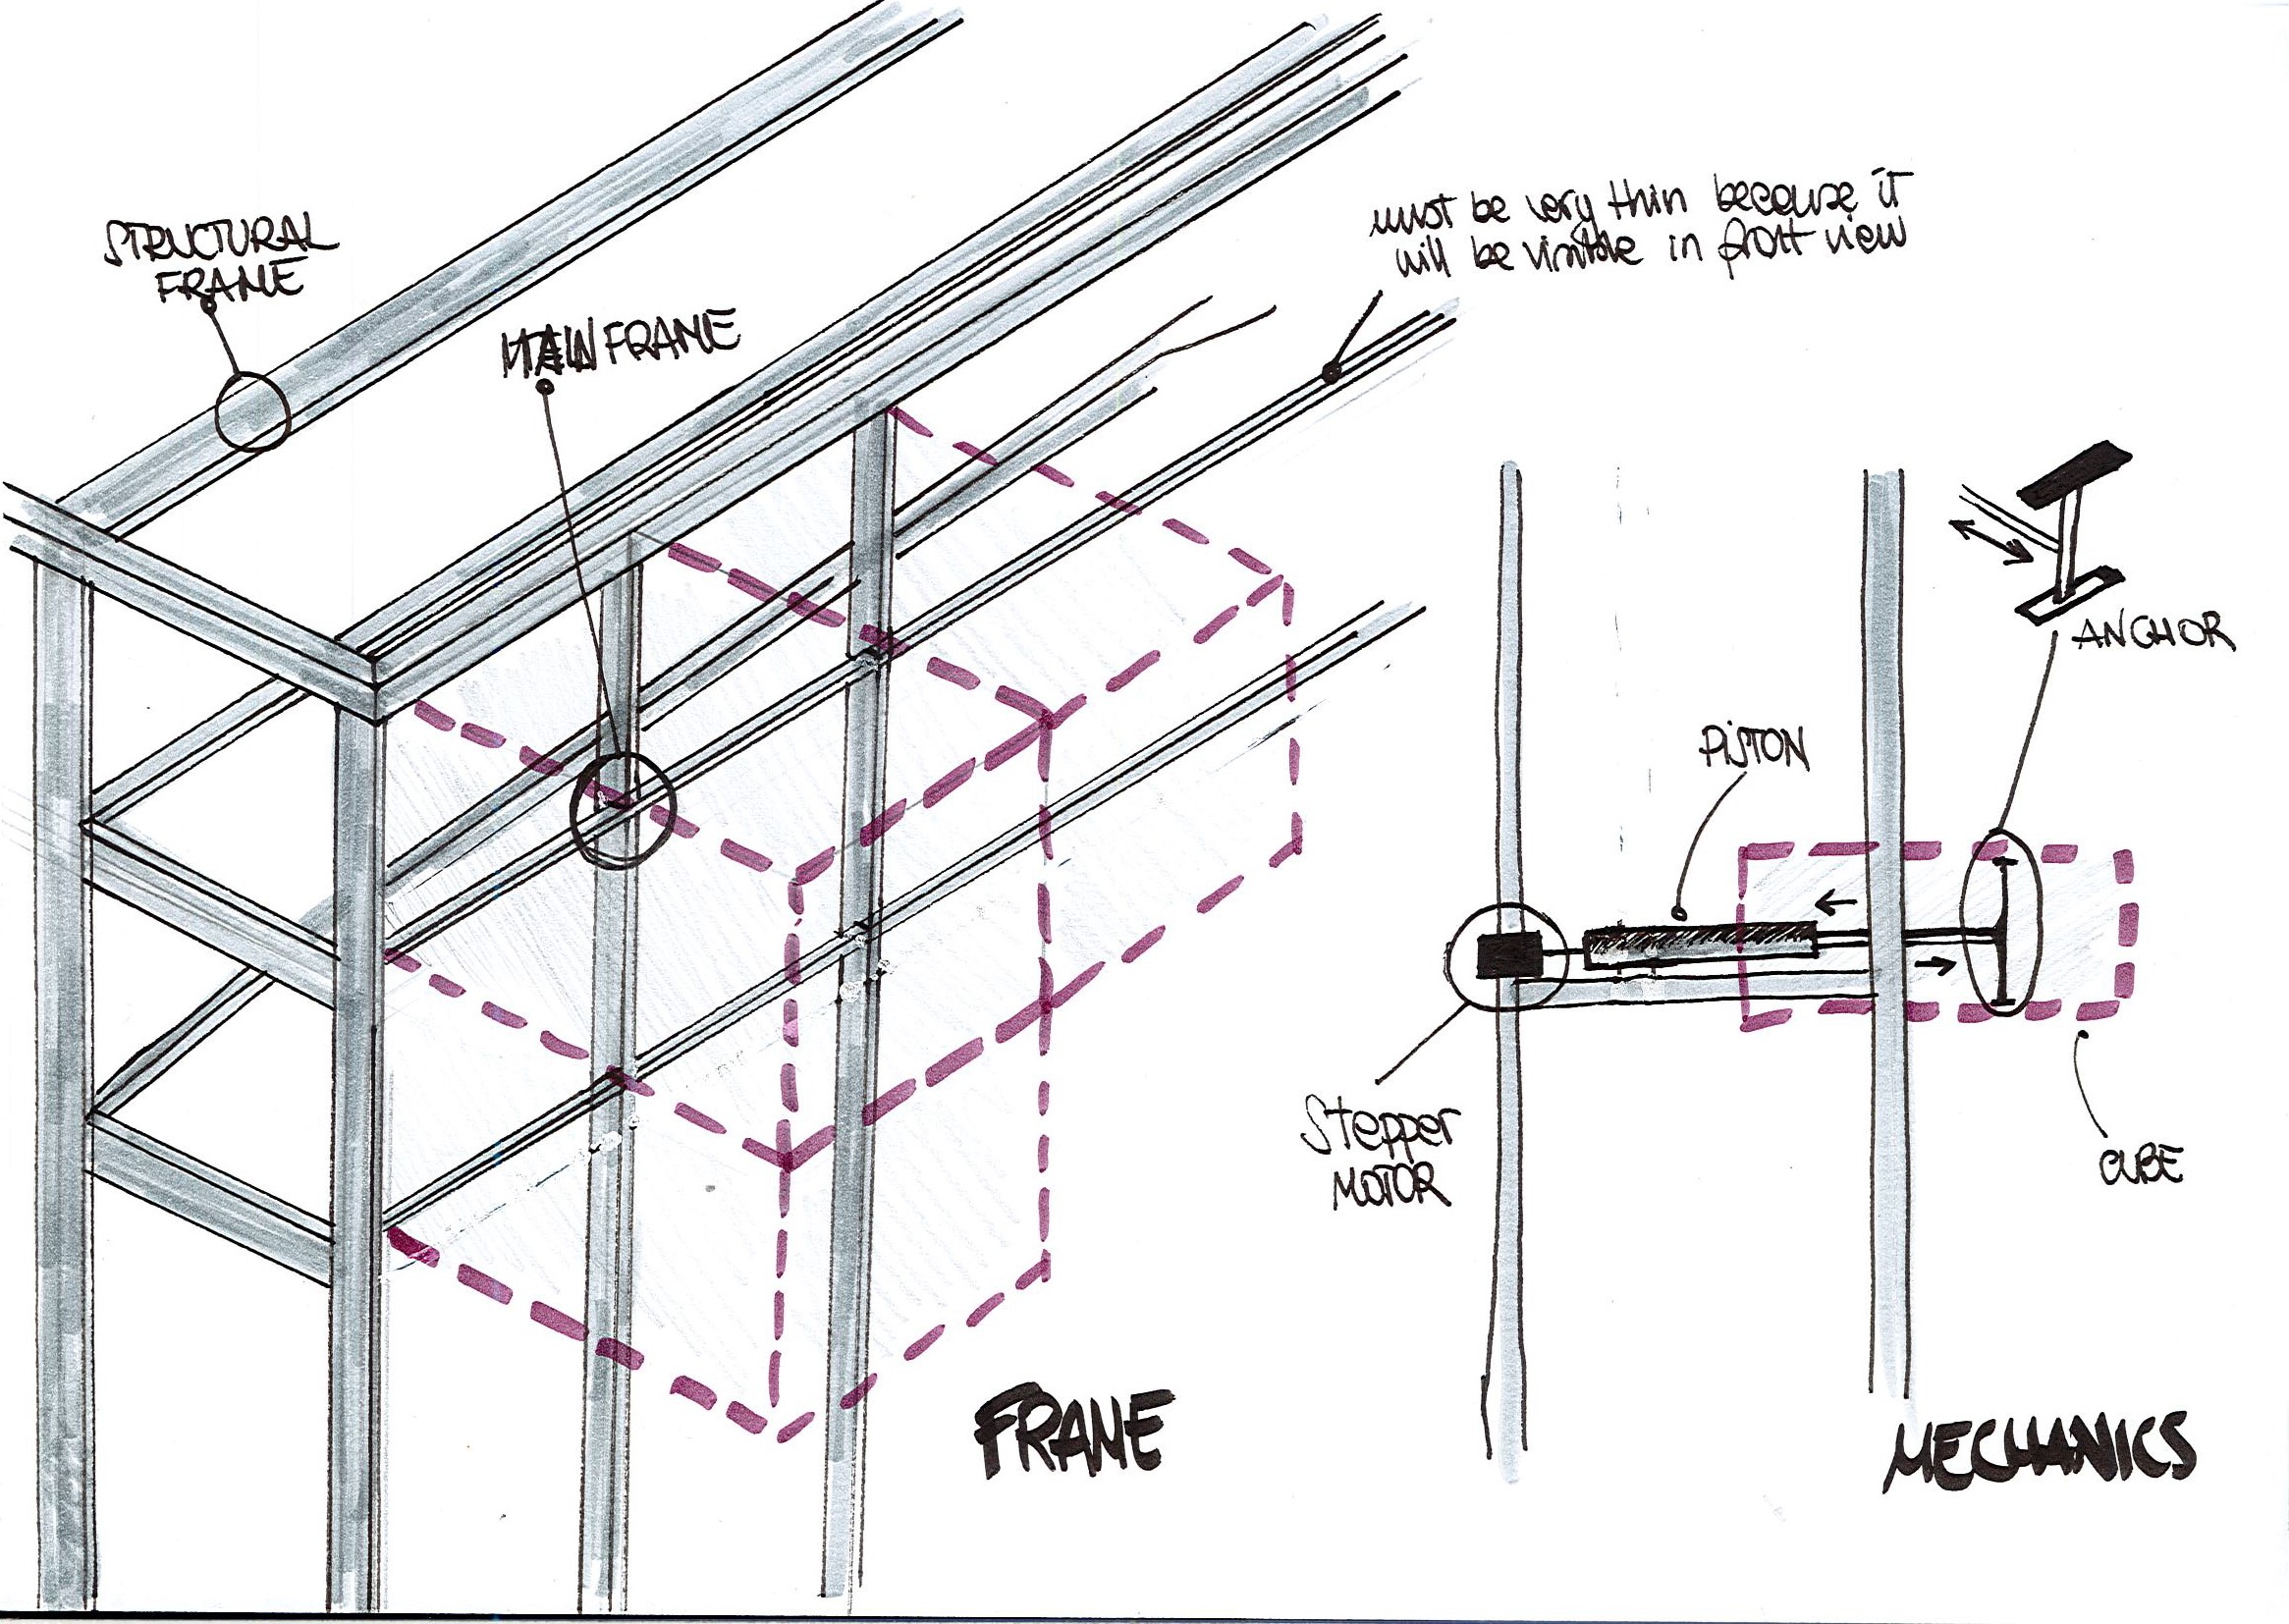 STRUCTURAL
FRAME
MAIN FRAME
must be very thin because it
will be visible in front view
ANCHOR
PISTON
Stepper
MOTOR
CUBE
FRAME
MECHANICS